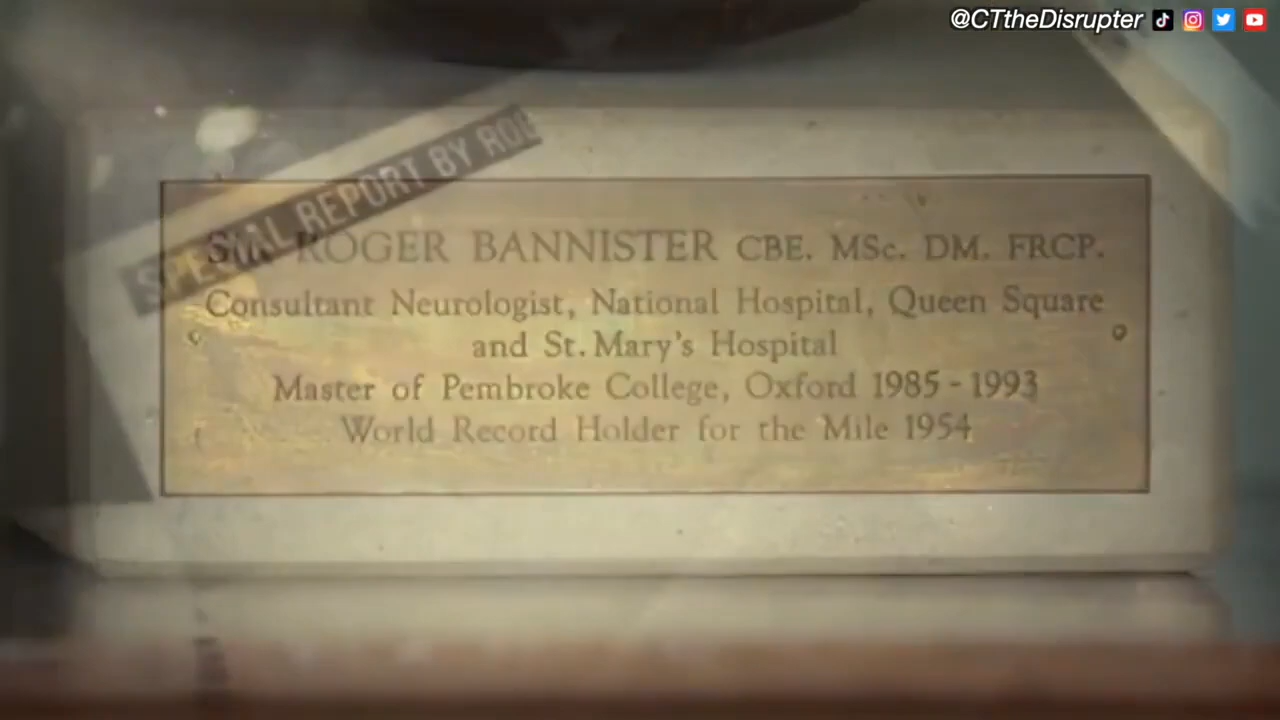 @CTtheDisrupter
SPECIAL REPORT BY
SIR ROGER BANNISTER CBE. MSc. DM. FRCP.
Consultant Neurologist, National Hospital, Queen Square
and St. Mary's Hospital
Master of Pembroke College, Oxford 1985 - 1993
World Record Holder for the Mile 1954